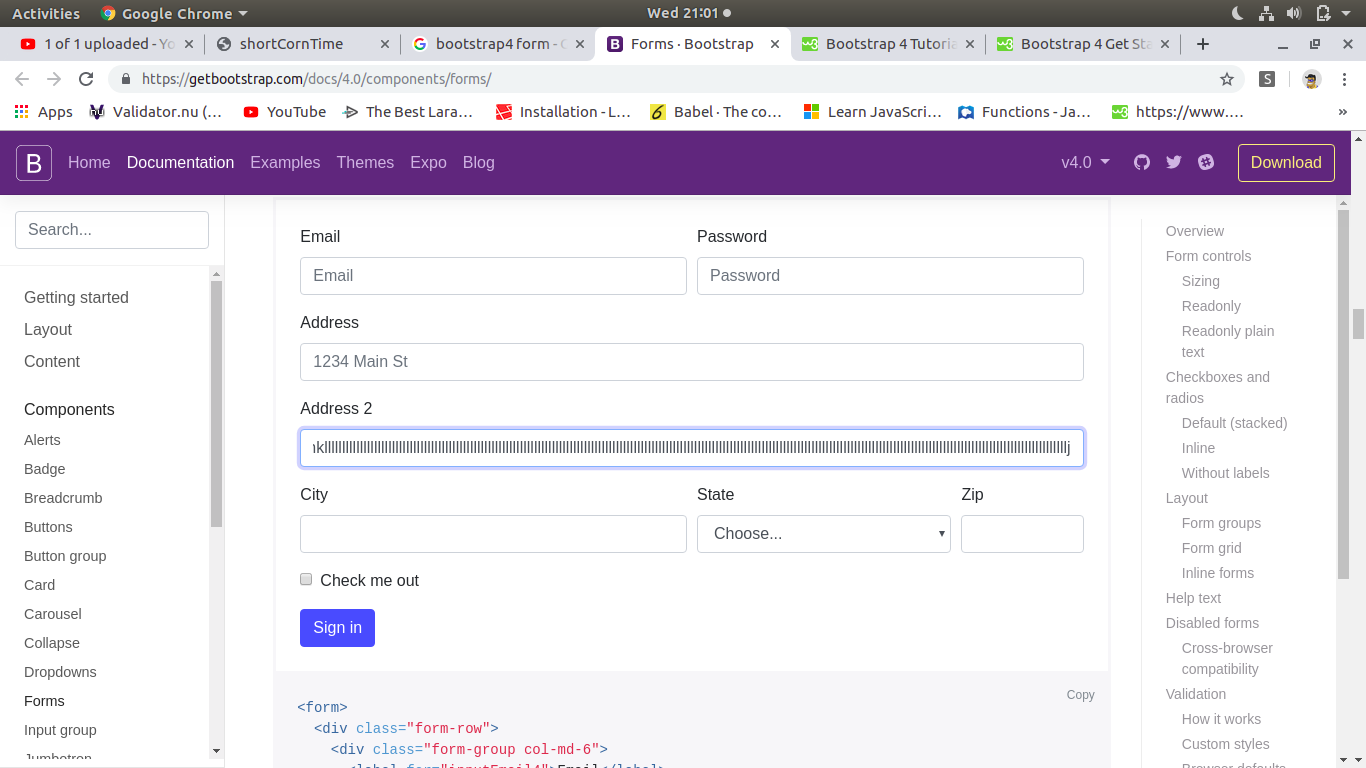 Activities Google Chrome Wed 21:01
1 of 1 uploaded - Yo shortCornTime bootstrap4 form - G Forms · Bootstrap Bootstrap 4 Tutoria Bootstrap 4 Get Sta
https://getbootstrap.com/docs/4.0/components/forms/ S
Apps Validator.nu (... YouTube The Best Lara... Installation - L... Babel · The co... Learn JavaScri... Functions - Ja... https://www.... »
B Home Documentation Examples Themes Expo Blog v4.0 Download
Search...
Getting started
Layout
Content
Components
Alerts
Badge
Breadcrumb
Buttons
Button group
Card
Carousel
Collapse
Dropdowns
Forms
Input group
Jumbotron
Email Password
Email Password
Address
1234 Main St
Address 2
City State Zip
Choose...
Check me out
Sign in
Copy
<form>
<div class="form-row">
<div class="form-group col-md-6">
<label for="inputEmail4">Email</label>
Overview
Form controls
Sizing
Readonly
Readonly plain
text
Checkboxes and
radios
Default (stacked)
Inline
Without labels
Layout
Form groups
Form grid
Inline forms
Help text
Disabled forms
Cross-browser
compatibility
Validation
How it works
Custom styles
Browser defaults